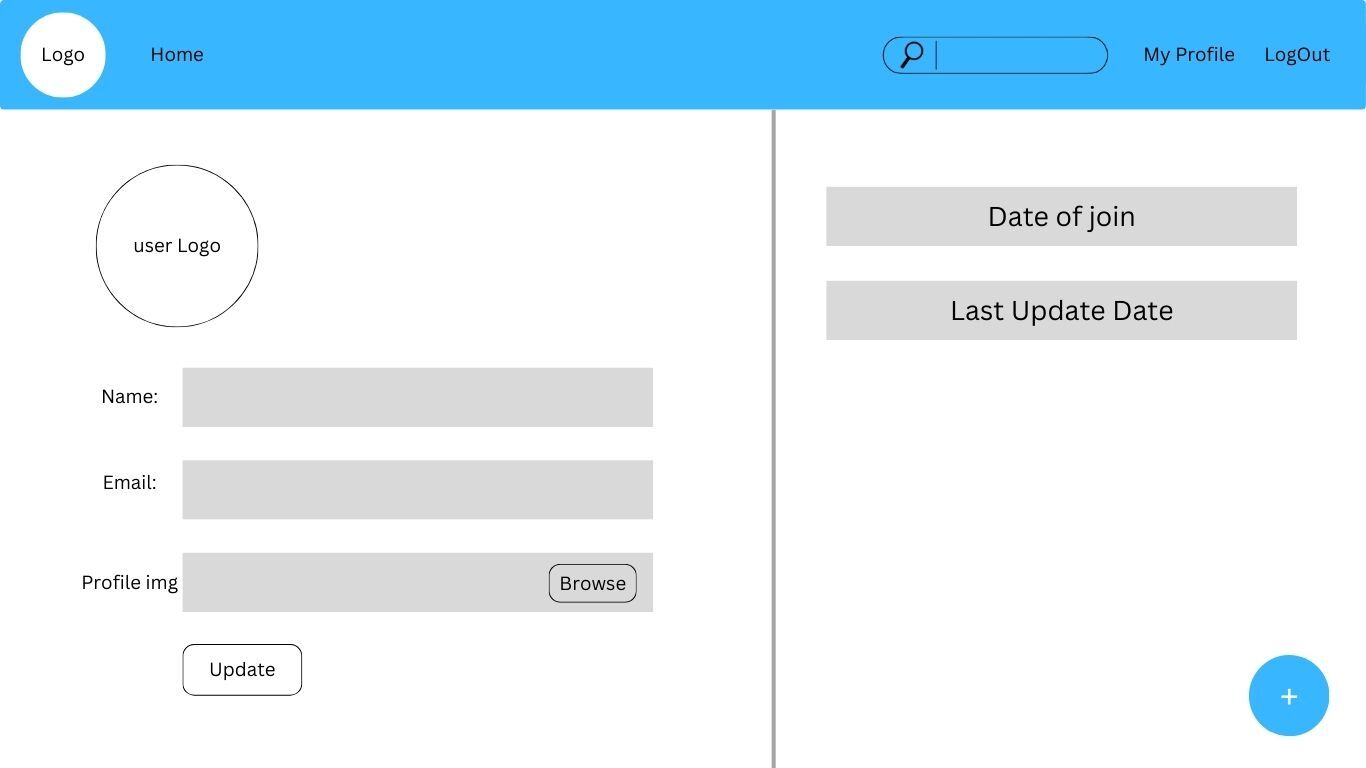 Logo
Home
My Profile
LogOut
user Logo
Name:
Email:
Profile img
Browse
Update
Date of join
Last Update Date
+